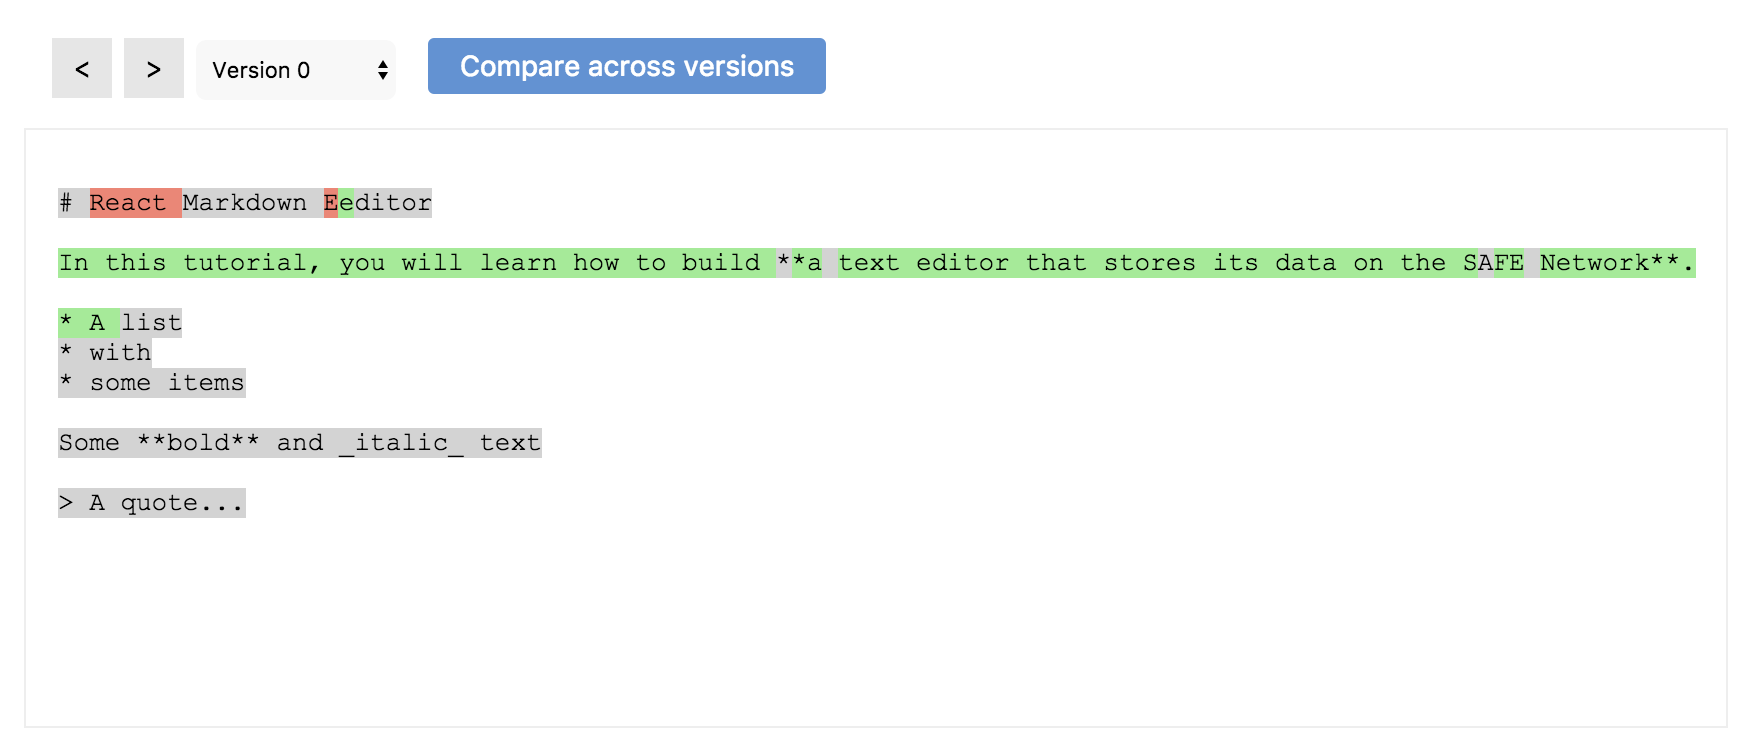 < > Version 0 Compare across versions
# React Markdown Eeditor
In this tutorial, you will learn how to build **a text editor that stores its data on the SAFE Network**.
* A list
* with
* some items
Some **bold** and _italic_ text
> A quote...